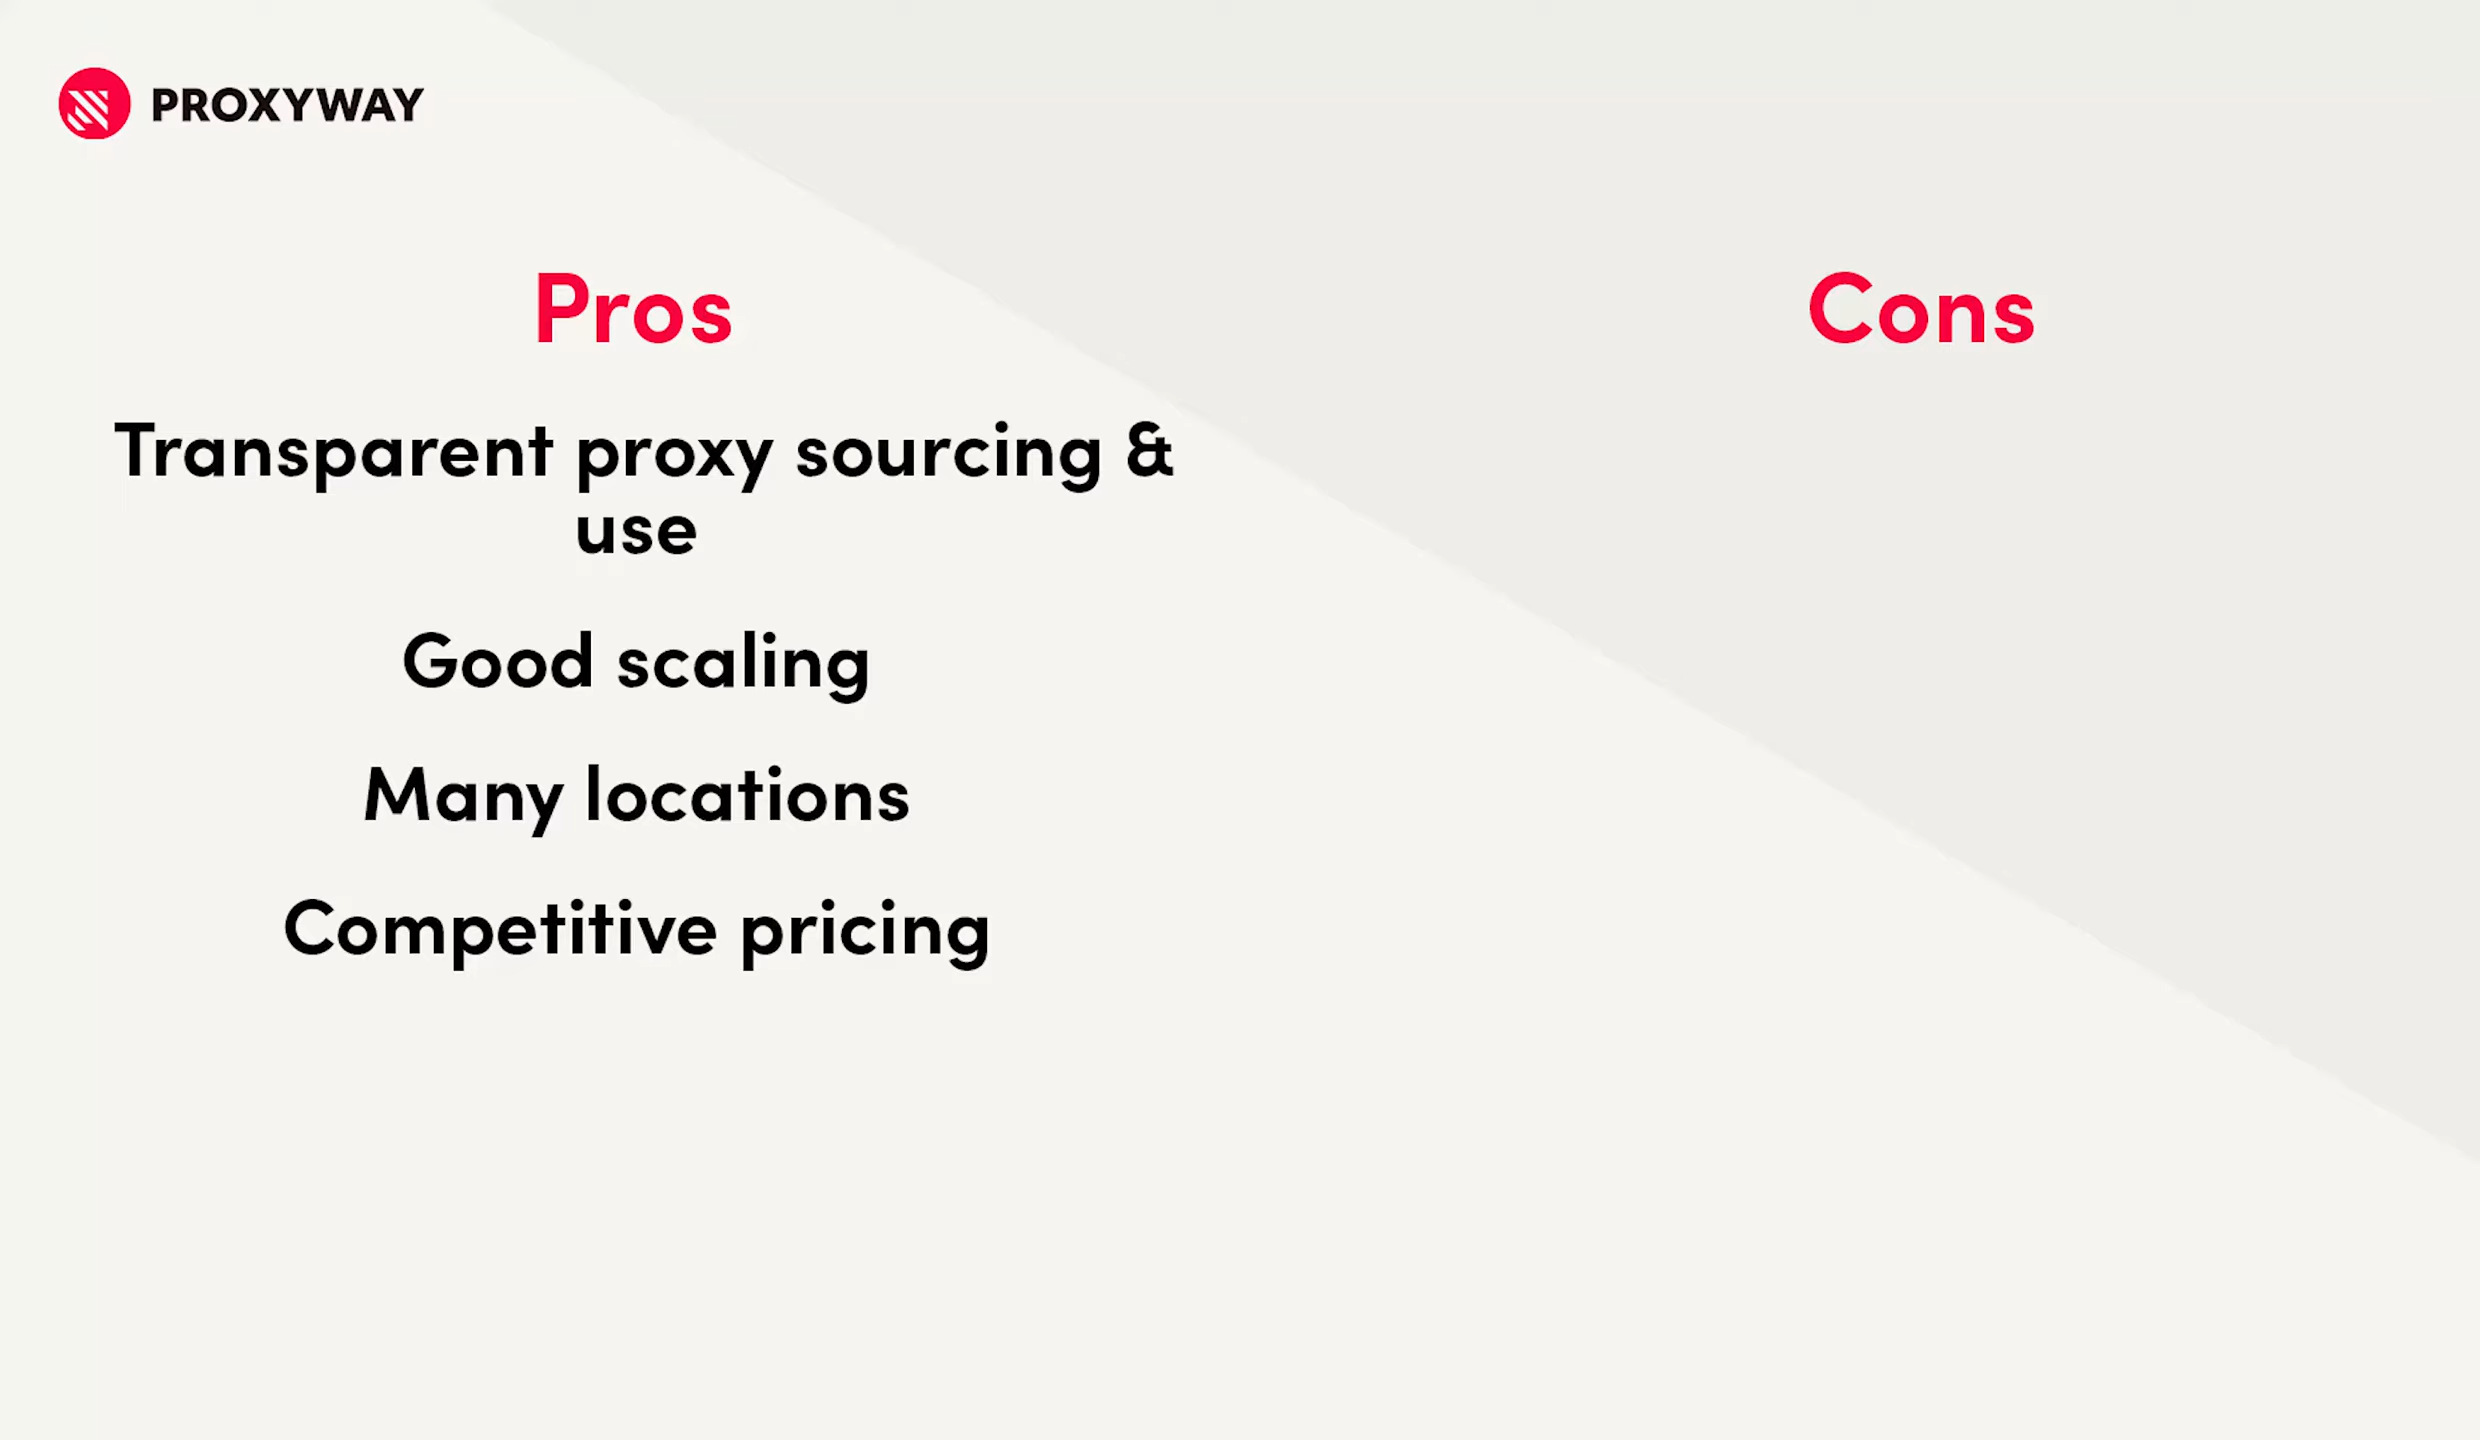 PROXYWAY
Pros
Transparent proxy sourcing &
use
Good scaling
Many locations
Competitive pricing
Cons